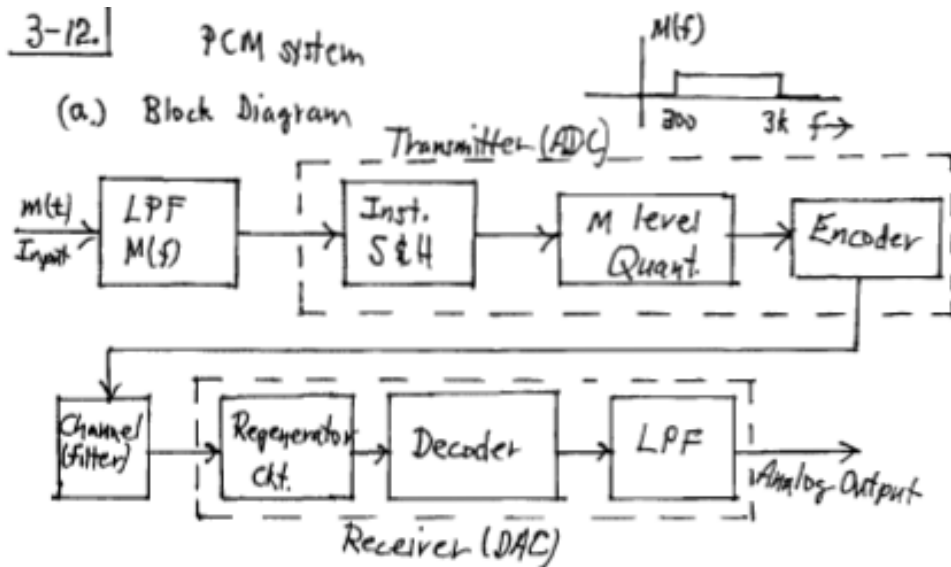 3-12. PCM system
M(f)
300 3k f→
(a.) Block Diagram
Transmitter (ADC)
m(t)
Input
LPF
M(f)
Inst.
S&H
M level
Quant.
Encoder
Channel
(filter)
Regenerator
Ckt.
Decoder
LPF
Analog Output
Receiver (DAC)